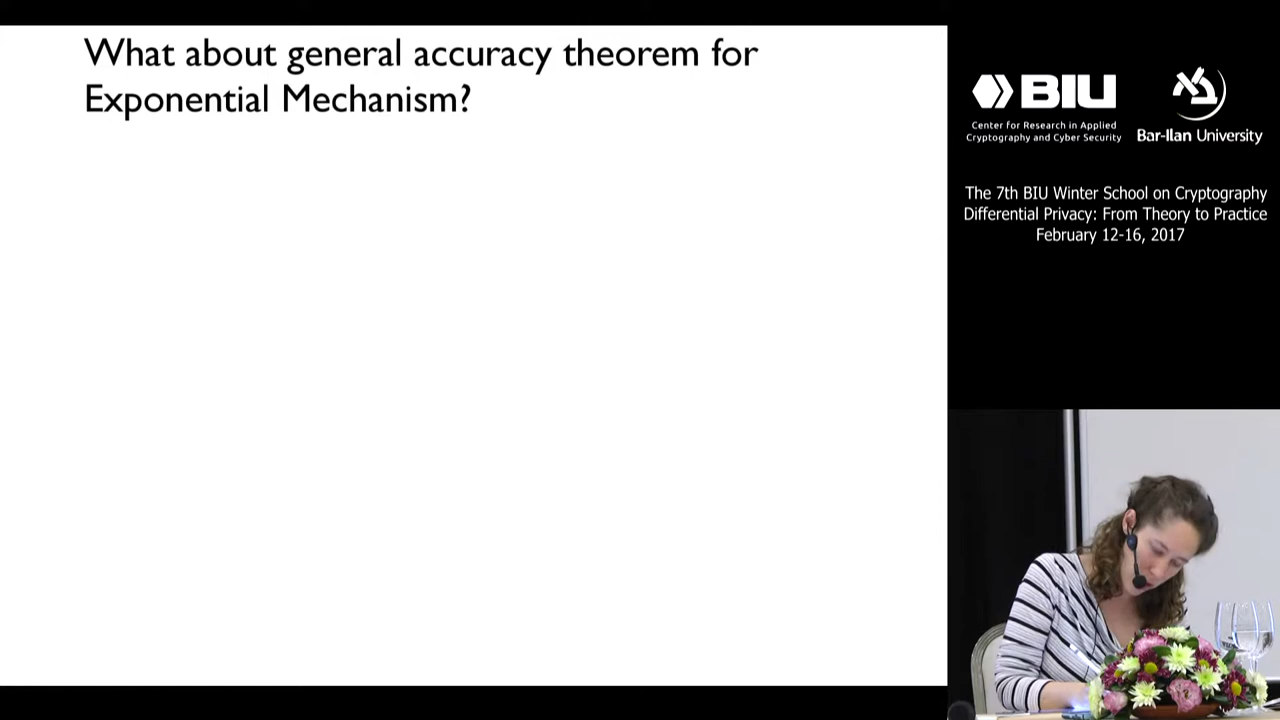 What about general accuracy theorem for
Exponential Mechanism?
BIU
Center for Research in Applied
Cryptography and Cyber Security
Bar-Ilan University
The 7th BIU Winter School on Cryptography
Differential Privacy: From Theory to Practice
February 12-16, 2017